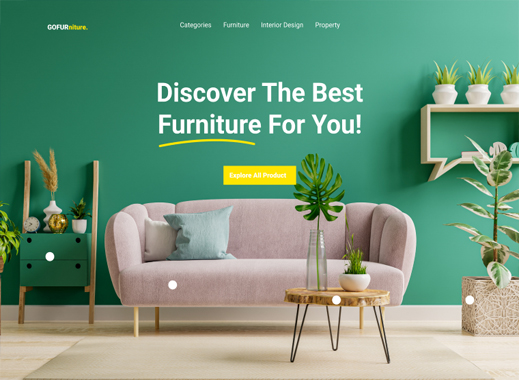 GOFURniture.
Categories Furniture Interior Design Property
Discover The Best
Furniture For You!
Explore All Product